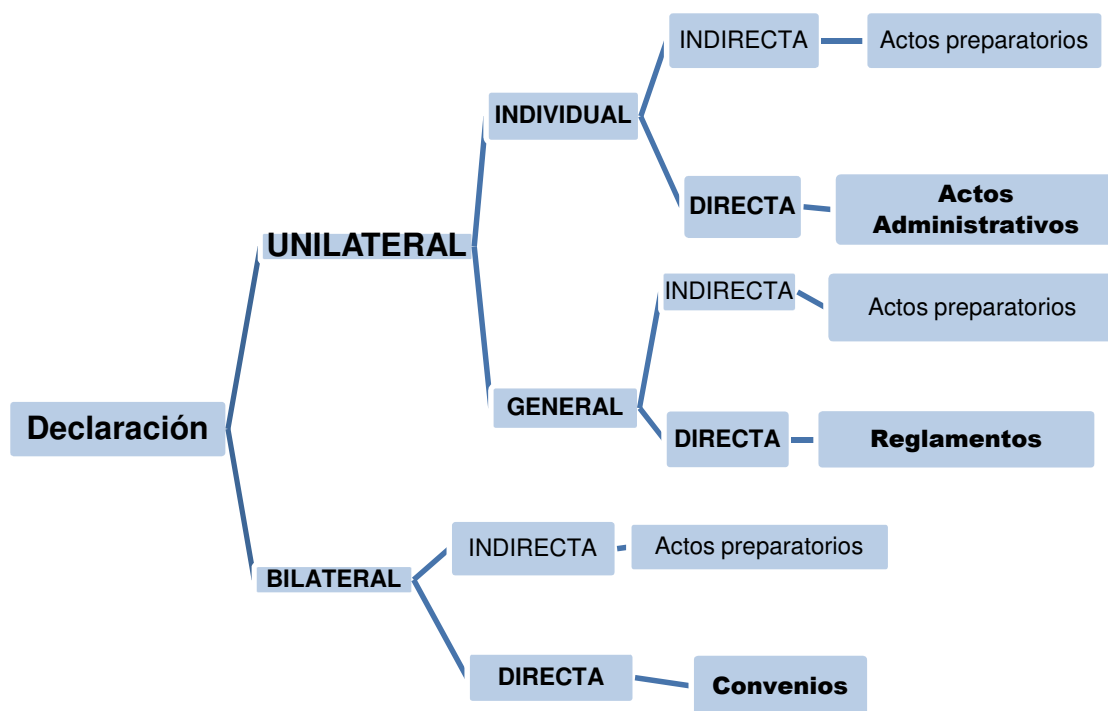 INDIRECTA
Actos preparatorios
INDIVIDUAL
DIRECTA
Actos
Administrativos
UNILATERAL
INDIRECTA
Actos preparatorios
GENERAL
DIRECTA
Reglamentos
Declaración
INDIRECTA
Actos preparatorios
BILATERAL
DIRECTA
Convenios